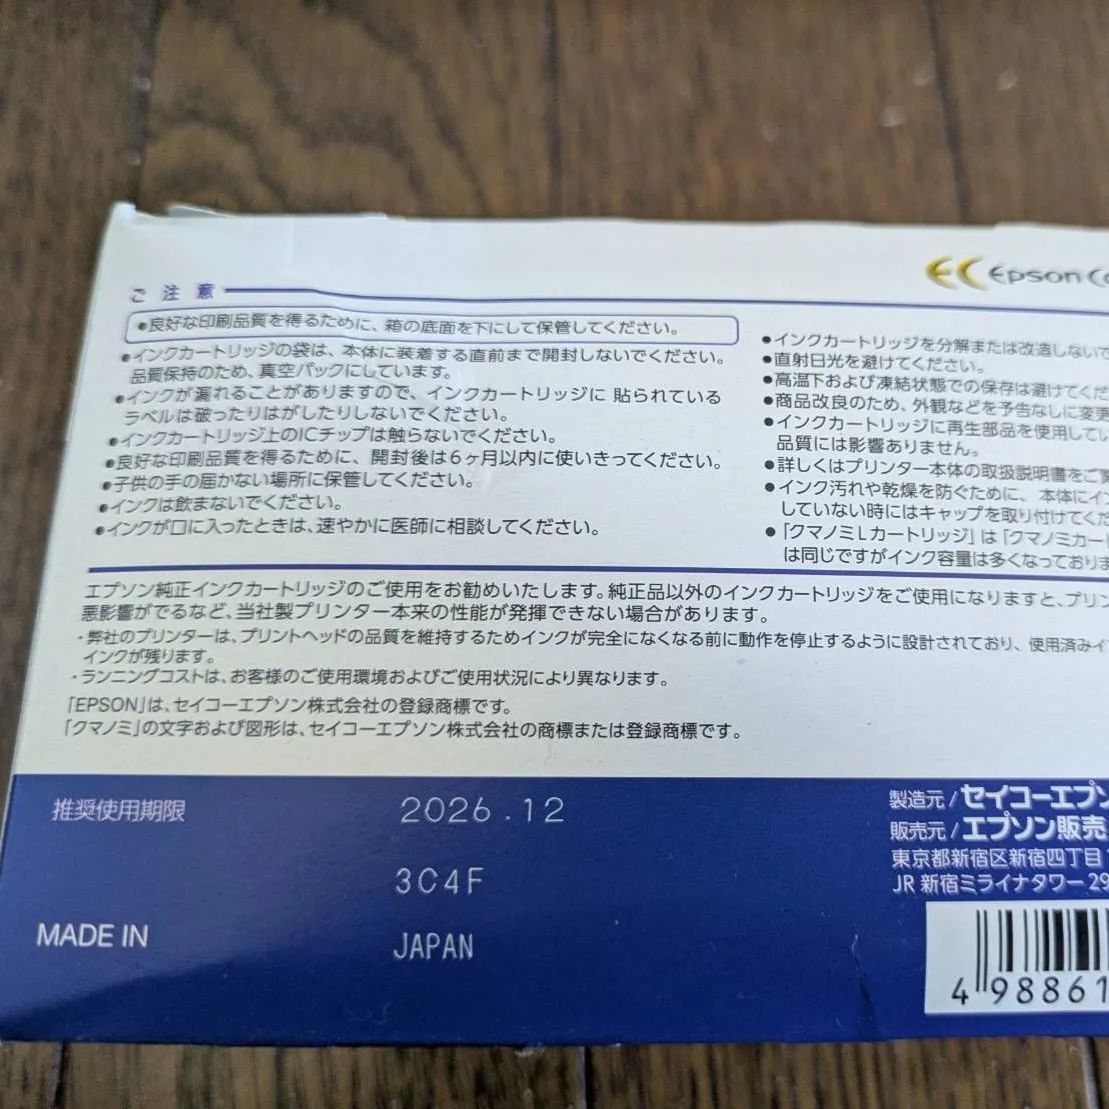 ご注意
Epson
●良好な印刷品質を得るために、箱の底面を下にして保管してください。
●インクカートリッジの袋は、本体に装着する直前まで開封しないでください。
品質保持のため、真空パックにしています。
●インクが漏れることがありますので、インクカートリッジに 貼られている
ラベルは破ったりはがしたりしないでください。
●インクカートリッジ上のICチップは触らないでください。
●良好な印刷品質を得るために、開封後は6ヶ月以内に使いきってください。
●子供の手の届かない場所に保管してください。
●インクは飲まないでください。
●インクが口に入ったときは、速やかに医師に相談してください。
●インクカートリッジを分解または改造しないで
●直射日光を避けてください。
●高温下および凍結状態での保存は避けてくだ
●商品改良のため、外観などを予告なしに変更
●インクカートリッジに再生部品を使用してい
品質には影響ありません。
●詳しくはプリンター本体の取扱説明書をご
●インク汚れや乾燥を防ぐために、本体にイン
していない時にはキャップを取り付けてくだ
●「クマノミLカートリッジ」は「クマノミカー
は同じですがインク容量は多くなっておりま
エプソン純正インクカートリッジのご使用をお勧めいたします。純正品以外のインクカートリッジをご使用になりますと、プリン
悪影響がでるなど、当社製プリンター本来の性能が発揮できない場合があります。
・弊社のプリンターは、プリントヘッドの品質を維持するためインクが完全になくなる前に動作を停止するように設計されており、使用済みイ
インクが残ります。
・ランニングコストは、お客様のご使用環境およびご使用状況により異なります。
「EPSON」は、セイコーエプソン株式会社の登録商標です。
「クマノミ」の文字および図形は、セイコーエプソン株式会社の商標または登録商標です。
推奨使用期限 2026.12
3C4F
MADE IN JAPAN
製造元/セイコーエプソ
販売元/エプソン販売
東京都新宿区新宿四丁目
JR 新宿ミライナタワー 29
4 98861